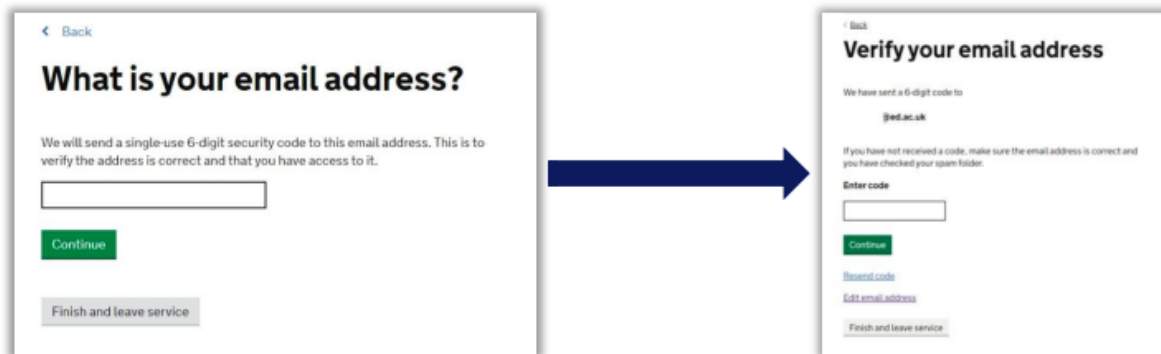 Back
What is your email address?
We will send a single-use 6-digit security code to this email address. This is to
verify the address is correct and that you have access to it.
Continue
Finish and leave service
Back
Verify your email address
We have sent a 6-digit code to
@ed.ac.uk
If you have not received a code, make sure the email address is correct and
you have checked your spam folder.
Enter code
Continue
Resend code
Edit email address
Finish and leave service